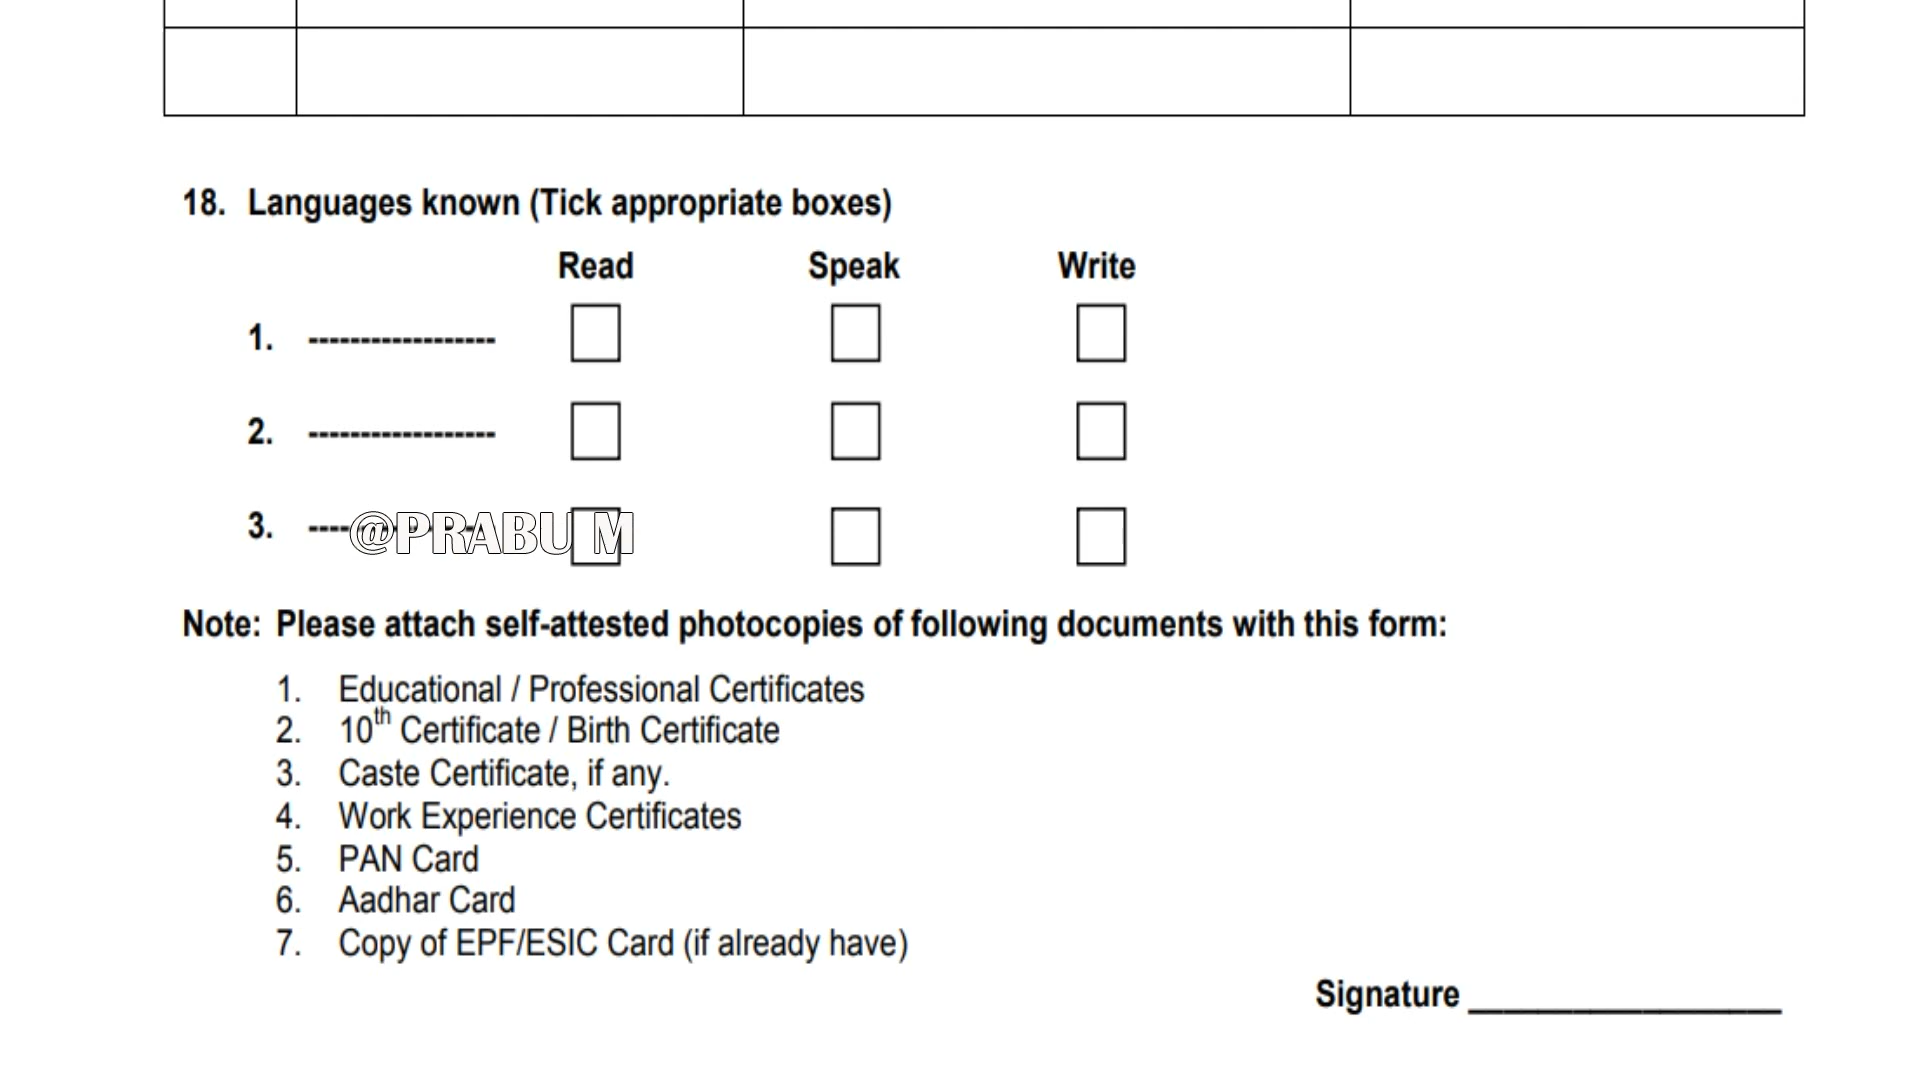 18. Languages known (Tick appropriate boxes)
Read Speak Write
1. ------------------
2. ------------------
3. ----@PRABU M
Note: Please attach self-attested photocopies of following documents with this form:
1. Educational / Professional Certificates
2. 10th Certificate / Birth Certificate
3. Caste Certificate, if any.
4. Work Experience Certificates
5. PAN Card
6. Aadhar Card
7. Copy of EPF/ESIC Card (if already have)
Signature __________________